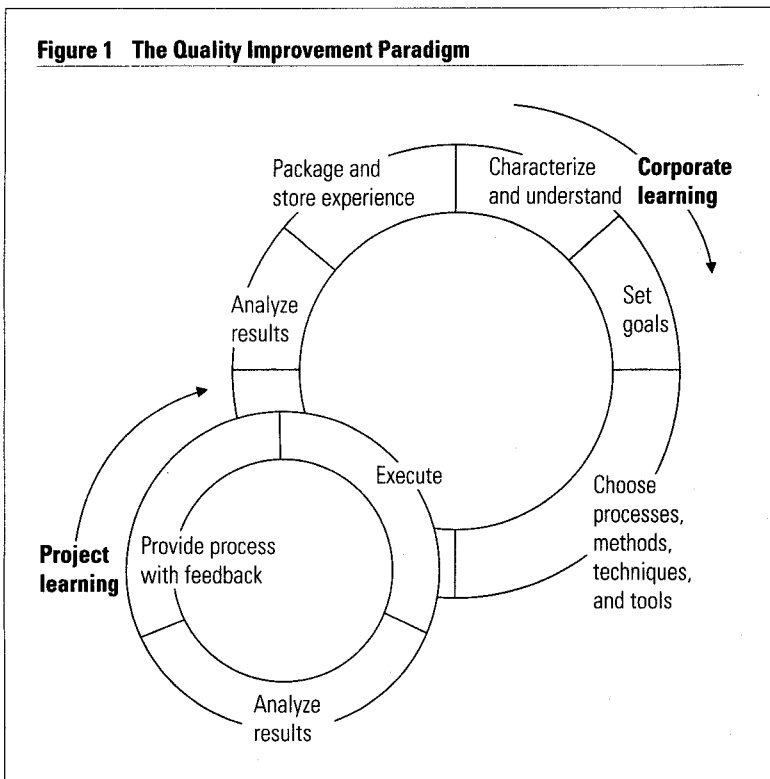 Figure 1 The Quality Improvement Paradigm
Package and
store experience
Characterize
and understand
Corporate
learning
Set
goals
Analyze
results
Execute
Choose
processes,
methods,
techniques,
and tools
Project
learning
Provide process
with feedback
Analyze
results